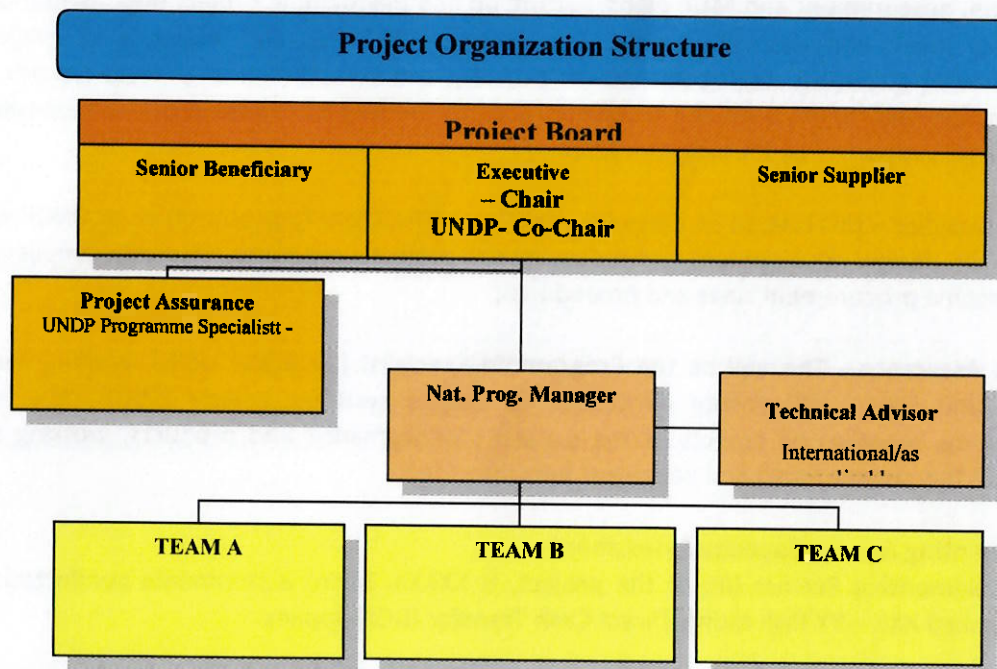 Project Organization Structure
Project Board
Senior Beneficiary
Executive
– Chair
UNDP- Co-Chair
Senior Supplier
Project Assurance
UNDP Programme Specialistt -
Nat. Prog. Manager
Technical Advisor
International/as
TEAM A
TEAM B
TEAM C